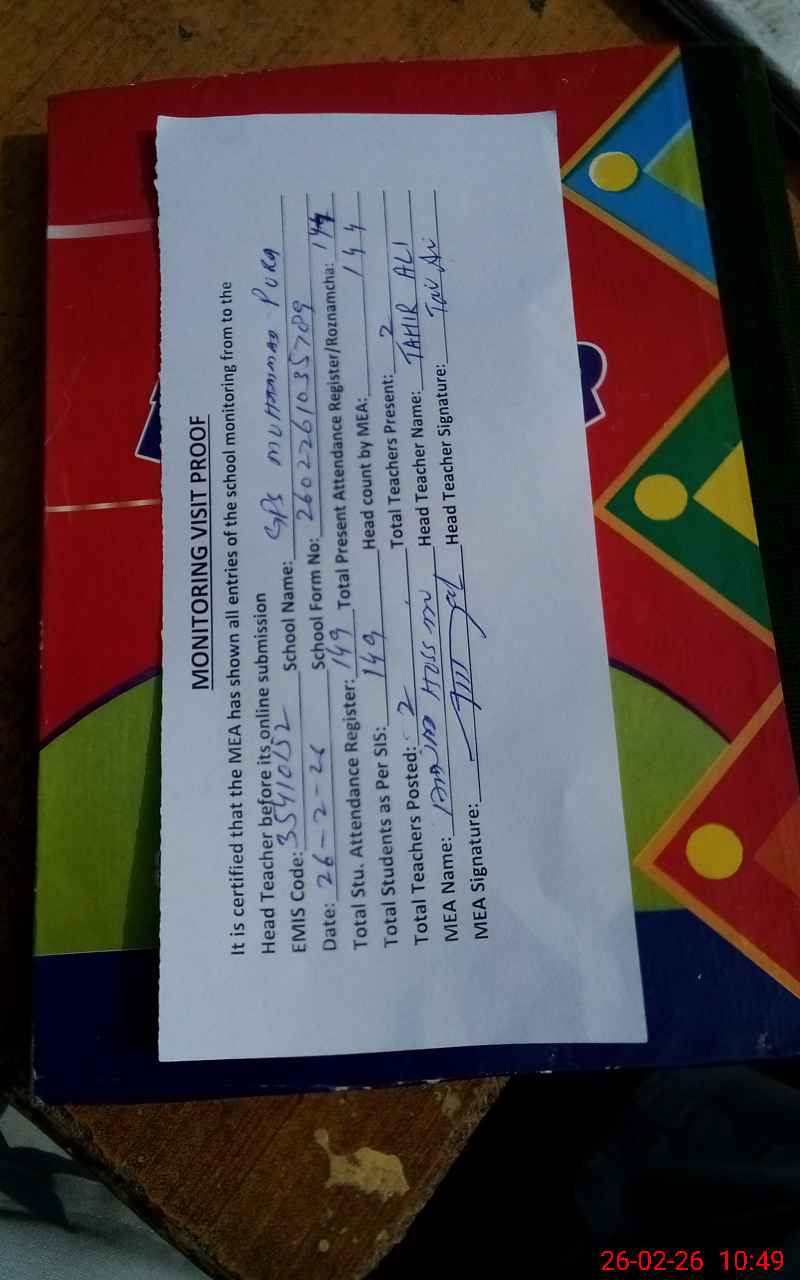 MONITORING VISIT PROOF
It is certified that the MEA has shown all entries of the school monitoring from to the
Head Teacher before its online submission
EMIS Code: 35410152 School Name: GPS MUHAMMAD PURA
Date: 26-2-26 School Form No: 2602261035789
Total Stu. Attendance Register: 149 Total Present Attendance Register/Roznamcha: 144
Total Students as Per SIS: 149 Head count by MEA: 144
Total Teachers Posted: 2 Total Teachers Present: 2
MEA Name: Head Teacher Name: TAHIR ALI
MEA Signature: Head Teacher Signature:
26-02-26 10:49